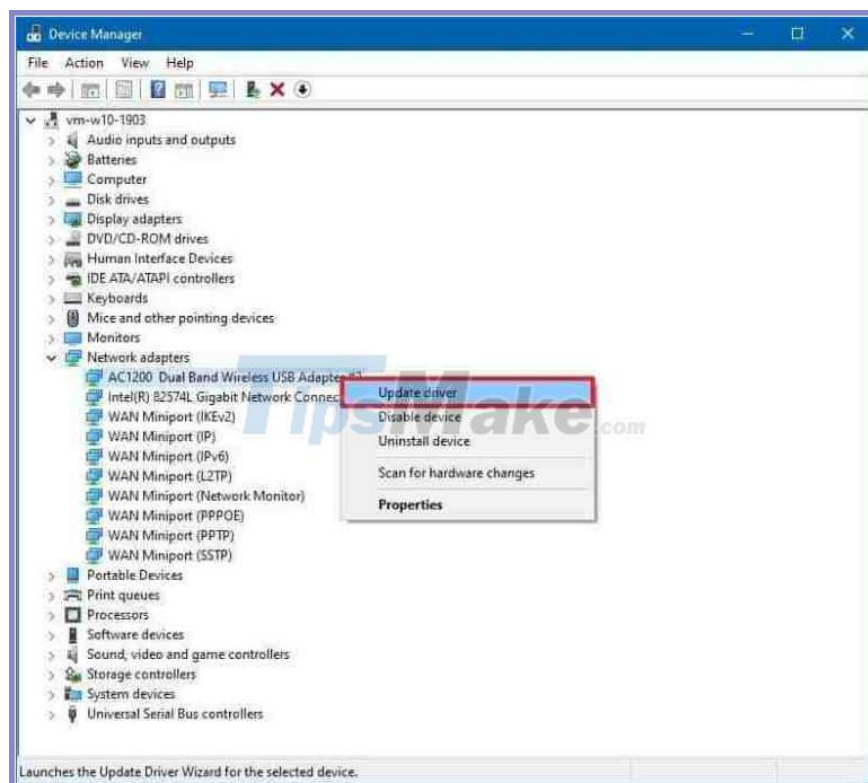 Device Manager
File Action View Help
vm-w10-1903
Audio inputs and outputs
Batteries
Computer
Disk drives
Display adapters
DVD/CD-ROM drives
Human Interface Devices
IDE ATA/ATAPI controllers
Keyboards
Mice and other pointing devices
Monitors
Network adapters
AC1200 Dual Band Wireless USB Adapter
Intel(R) 82574L Gigabit Network Connec
WAN Miniport (IKEv2)
WAN Miniport (IP)
WAN Miniport (IPv6)
WAN Miniport (L2TP)
WAN Miniport (Network Monitor)
WAN Miniport (PPPOE)
WAN Miniport (PPTP)
WAN Miniport (SSTP)
Portable Devices
Print queues
Processors
Software devices
Sound, video and game controllers
Storage controllers
System devices
Universal Serial Bus controllers
Update driver
Disable device
Uninstall device
Scan for hardware changes
Properties
TipsMake.com
Launches the Update Driver Wizard for the selected device.